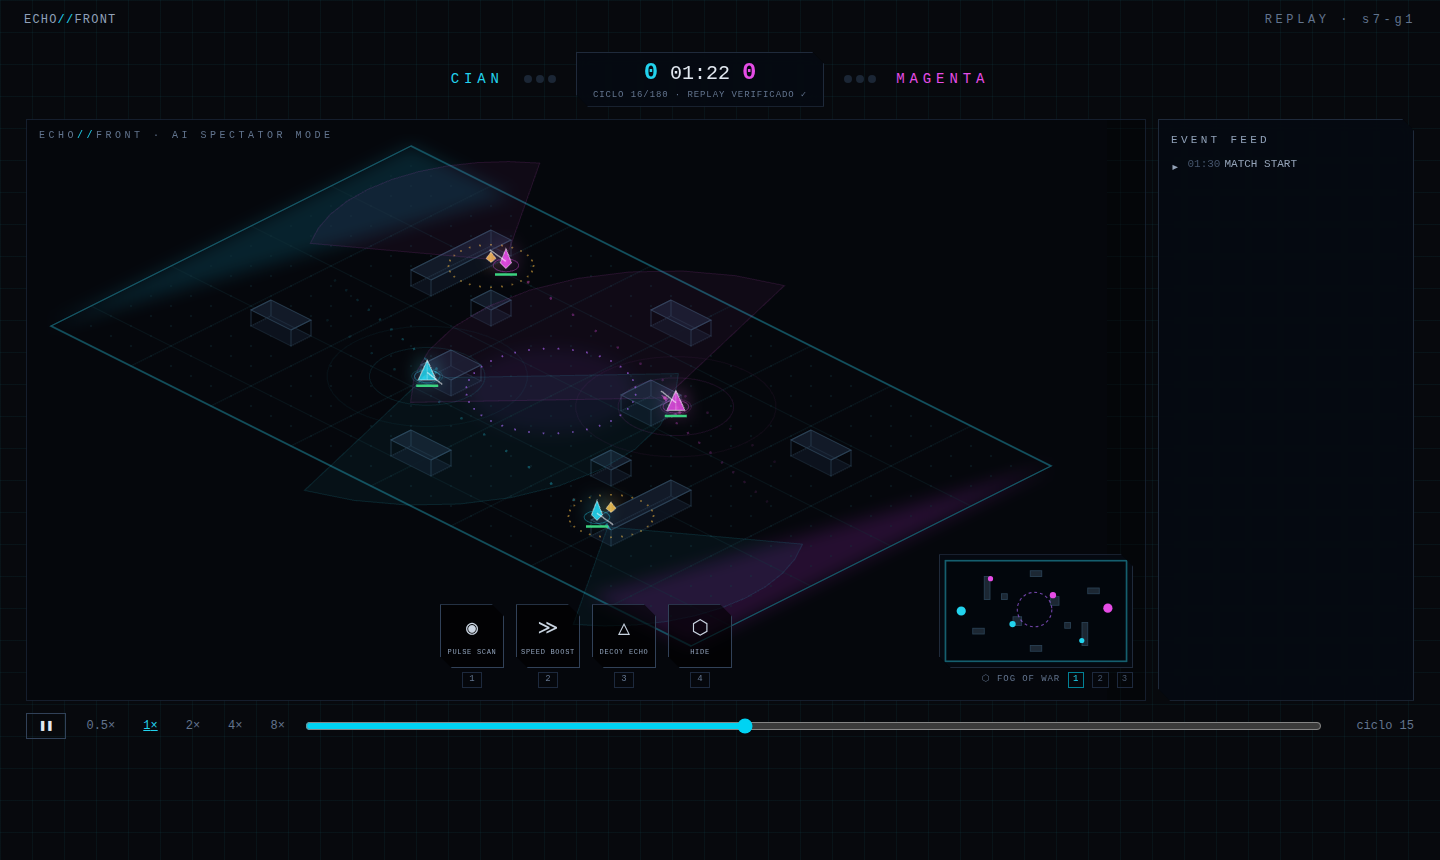 ECHO//FRONT
REPLAY · s7-g1
CIAN
0 01:22 0
CICLO 16/180 · REPLAY VERIFICADO ✓
MAGENTA
ECHO//FRONT · AI SPECTATOR MODE
EVENT FEED
▶ 01:30 MATCH START
PULSE SCAN
SPEED BOOST
DECOY ECHO
HIDE
1
2
3
4
FOG OF WAR 1 2 3
0.5× 1× 2× 4× 8×
ciclo 15